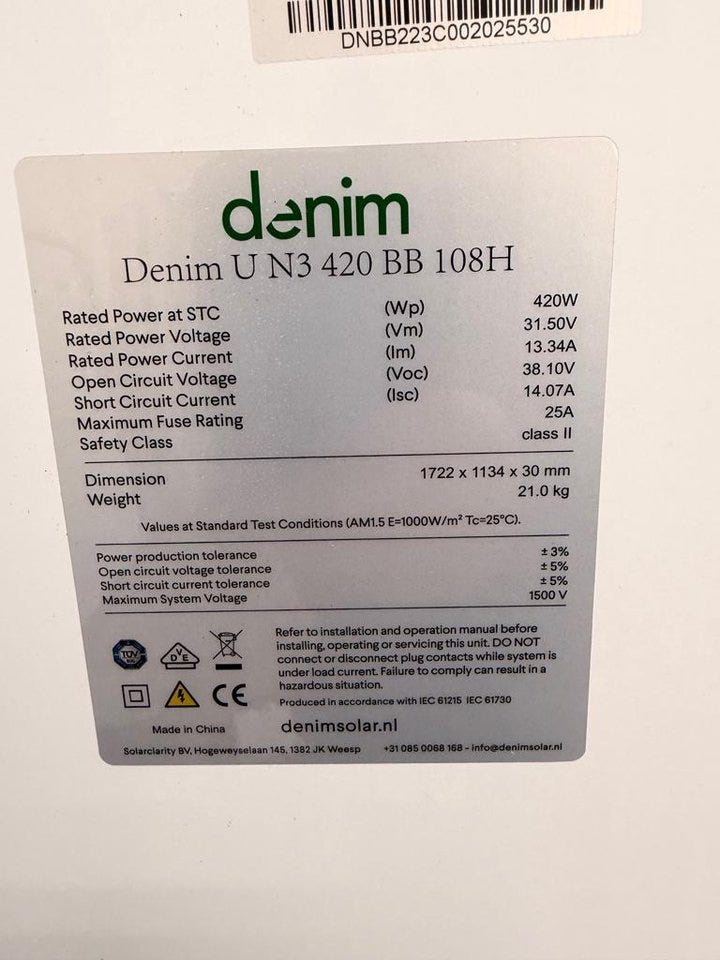 DNBB223C002025530
denim
Denim U N3 420 BB 108H
Rated Power at STC (Wp) 420W
Rated Power Voltage (Vm) 31.50V
Rated Power Current (Im) 13.34A
Open Circuit Voltage (Voc) 38.10V
Short Circuit Current (Isc) 14.07A
Maximum Fuse Rating 25A
Safety Class class II
Dimension 1722 x 1134 x 30 mm
Weight 21.0 kg
Values at Standard Test Conditions (AM1.5 E=1000W/m² Tc=25°C).
Power production tolerance ± 3%
Open circuit voltage tolerance ± 5%
Short circuit current tolerance ± 5%
Maximum System Voltage 1500 V
TÜV
DVE
CE
Refer to installation and operation manual before
installing, operating or servicing this unit. DO NOT
connect or disconnect plug contacts while system is
under load current. Failure to comply can result in a
hazardous situation.
Produced in accordance with IEC 61215 IEC 61730
Made in China
denimsolar.nl
Solarclarity BV, Hogeweyselaan 145, 1382 JK Weesp +31 085 0068 168 - info@denimsolar.nl